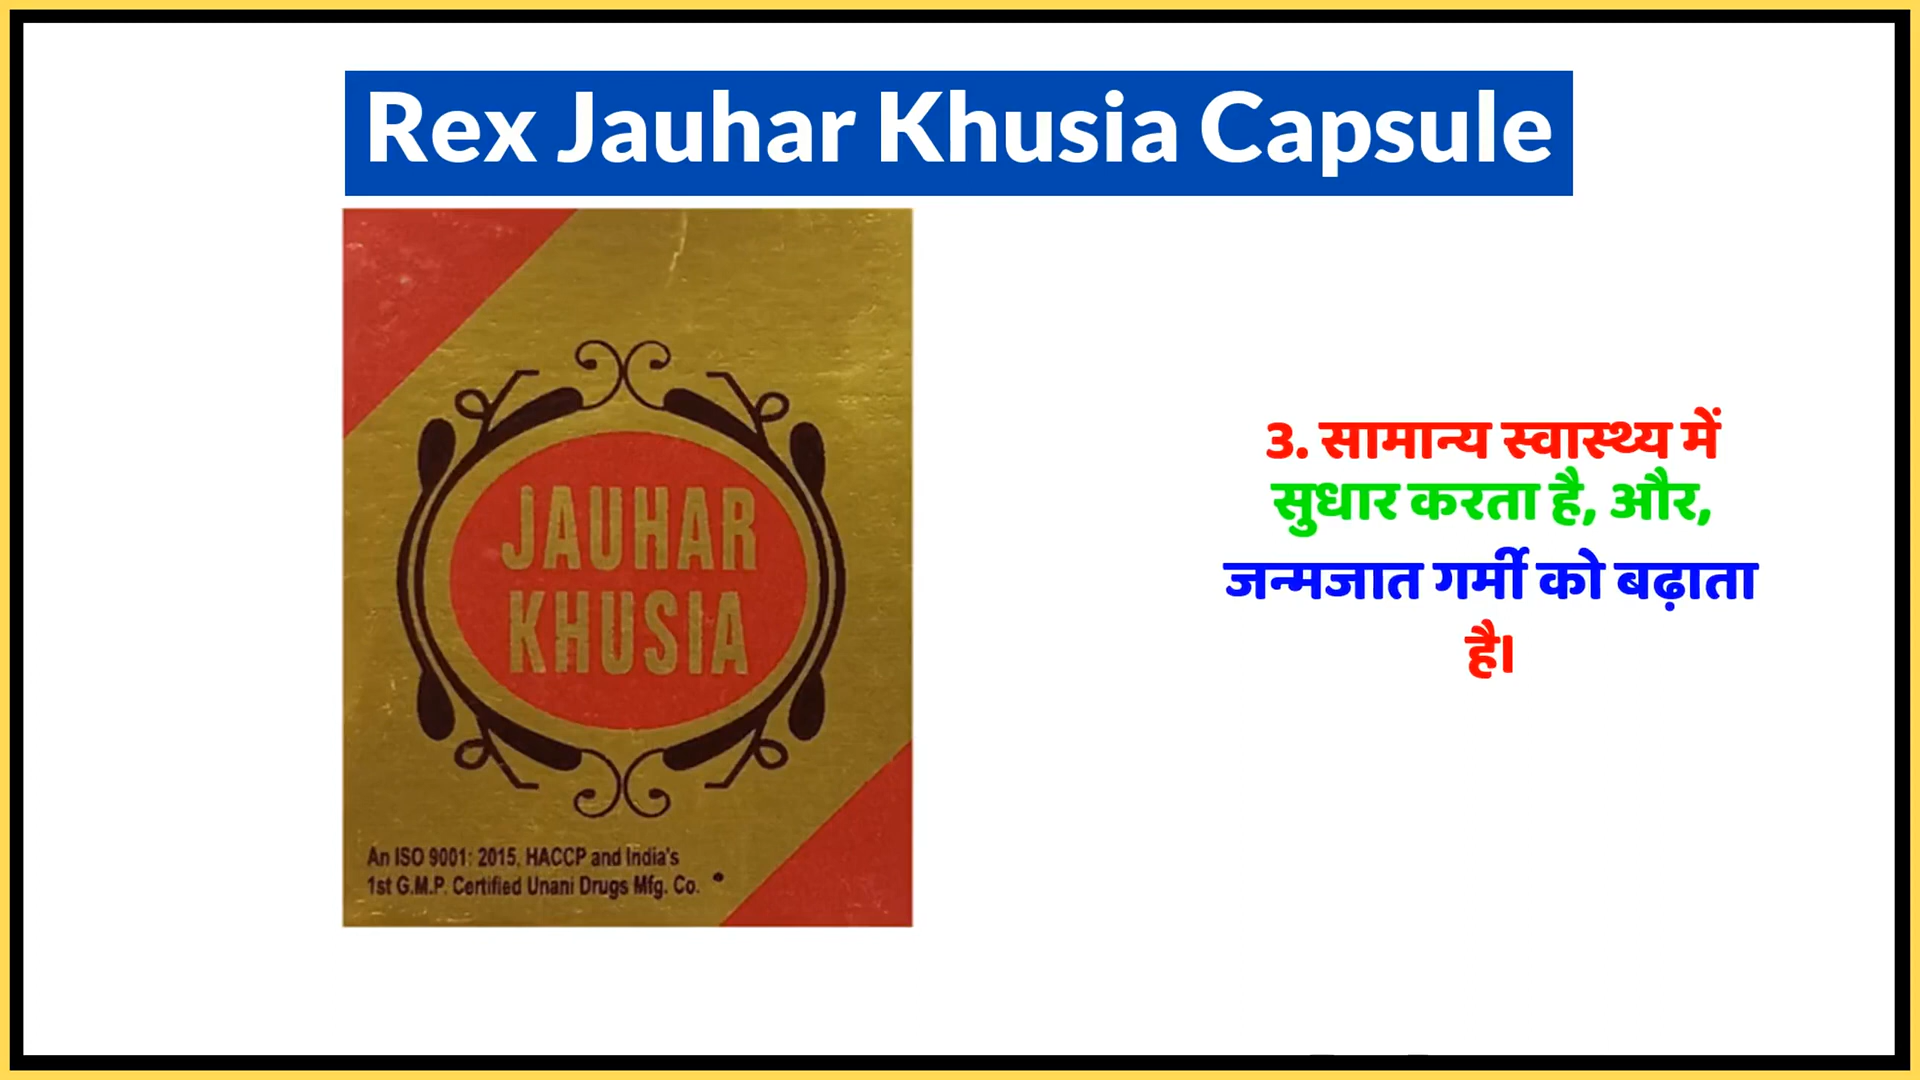 Rex Jauhar Khusia Capsule
JAUHAR
KHUSIA
An ISO 9001: 2015, HACCP and India's
1st G.M.P. Certified Unani Drugs Mfg. Co.
3. सामान्य स्वास्थ्य में
सुधार करता है, और,
जन्मजात गर्मी को बढ़ाता
है।